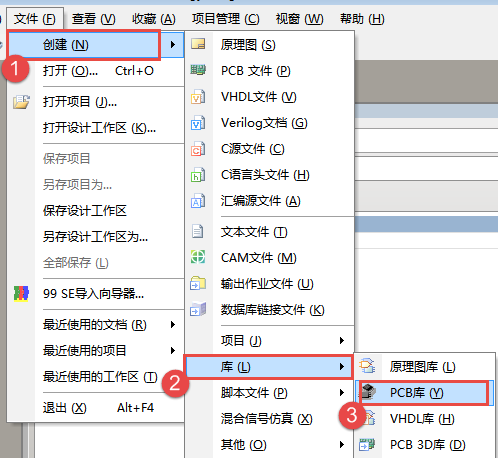 文件 (F) 查看 (V) 收藏 (A) 项目管理 (C) 视窗 (W) 帮助 (H)
创建 (N)
1
打开 (O)... Ctrl+O
打开项目 (J)...
打开设计工作区 (K)...
保存项目
另存项目为...
保存设计工作区
另存设计工作区为...
全部保存 (L)
99 SE导入向导器...
最近使用的文档 (R)
最近使用的项目
最近使用的工作区 (T)
退出 (X) Alt+F4
原理图 (S)
PCB 文件 (P)
VHDL文件 (V)
Verilog文档 (G)
C源文件 (C)
C语言头文件 (H)
汇编源文件 (A)
文本文件 (T)
CAM文件 (M)
输出作业文件 (U)
数据库链接文件 (K)
项目 (J)
库 (L)
2
脚本文件 (P)
混合信号仿真 (X)
其他 (O)
原理图库 (L)
PCB库 (Y)
3
VHDL库 (H)
PCB 3D库 (D)